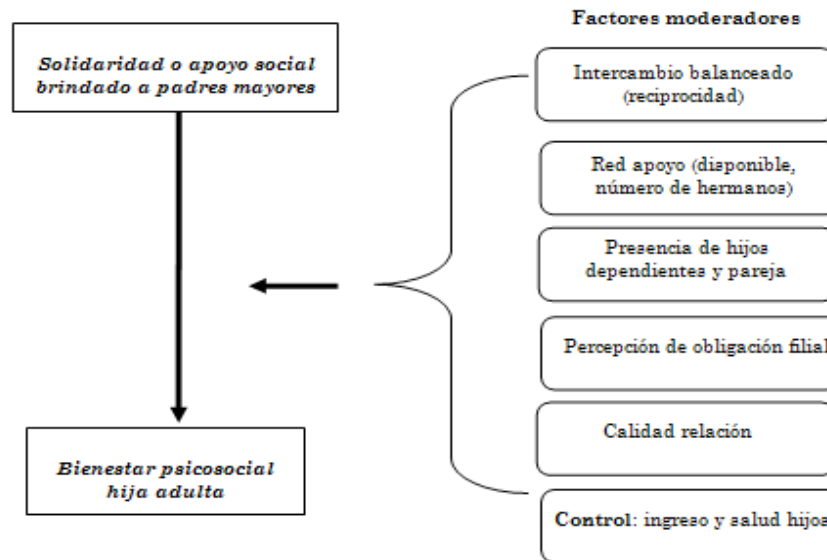 Factores moderadores
Solidaridad o apoyo social
brindado a padres mayores
Intercambio balanceado
(reciprocidad)
Red apoyo (disponible,
número de hermanos)
Presencia de hijos
dependientes y pareja
Percepción de obligación filial
Calidad relación
Bienestar psicosocial
hija adulta
Control: ingreso y salud hijos